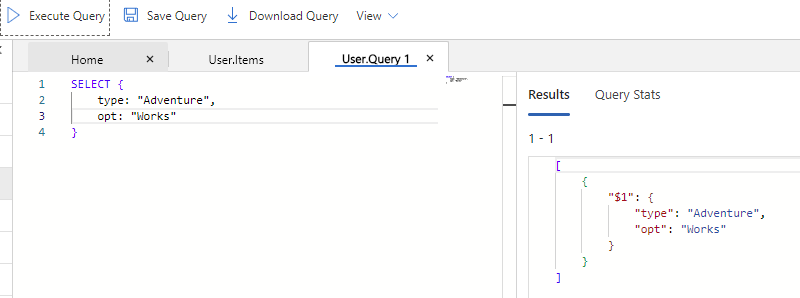 Execute Query Save Query Download Query View
Home × User.Items User.Query 1 ×
1 SELECT {
2 type: "Adventure",
3 opt: "Works"
4 }
Results Query Stats
1 - 1
[
{
"$1": {
"type": "Adventure",
"opt": "Works"
}
}
]